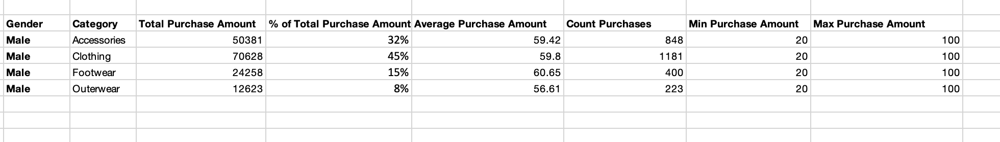 Gender Category Total Purchase Amount % of Total Purchase Amount Average Purchase Amount Count Purchases Min Purchase Amount Max Purchase Amount
Male Accessories 50381 32% 59.42 848 20 100
Male Clothing 70628 45% 59.8 1181 20 100
Male Footwear 24258 15% 60.65 400 20 100
Male Outerwear 12623 8% 56.61 223 20 100